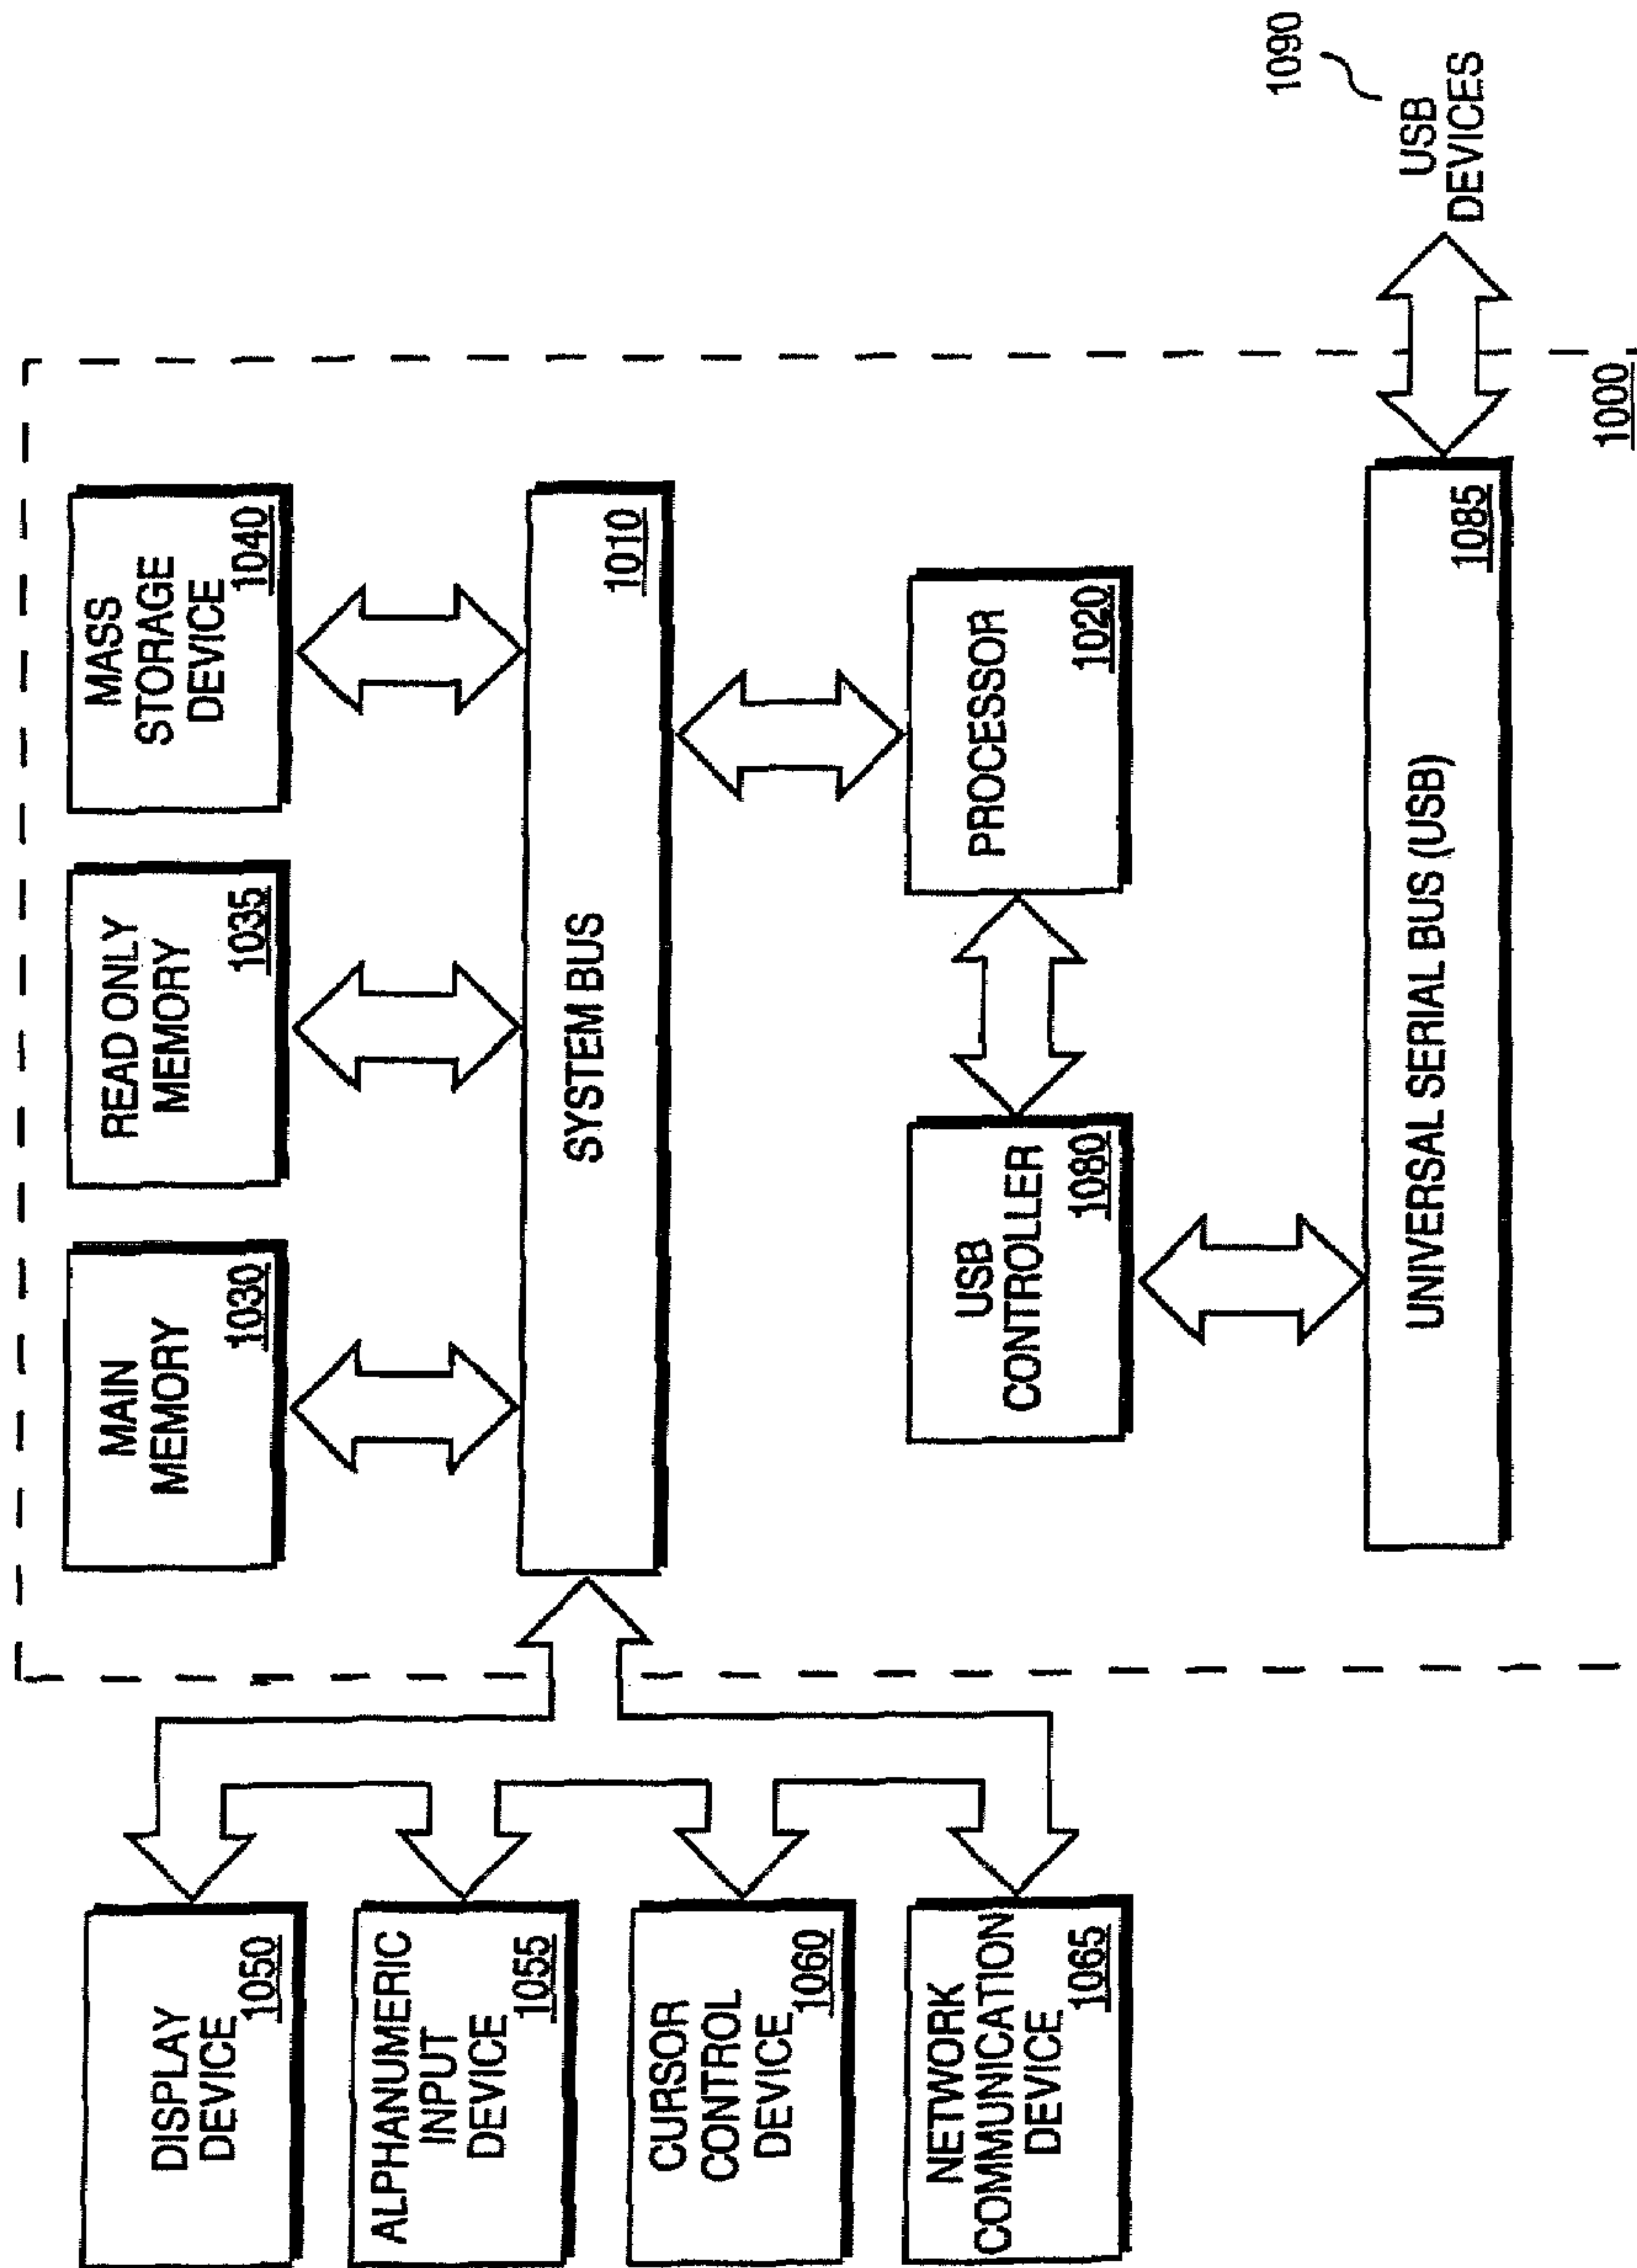 DISPLAY
DEVICE
1050
ALPHANUMERIC
INPUT
DEVICE
1055
CURSOR
CONTROL
DEVICE
1060
NETWORK
COMMUNICATION
DEVICE
1065
MAIN
MEMORY
1030
READ ONLY
MEMORY
1035
MASS
STORAGE
DEVICE
1040
SYSTEM BUS
1010
USB
CONTROLLER
1080
PROCESSOR
1020
UNIVERSAL SERIAL BUS (USB)
1085
1000
1090
USB
DEVICES